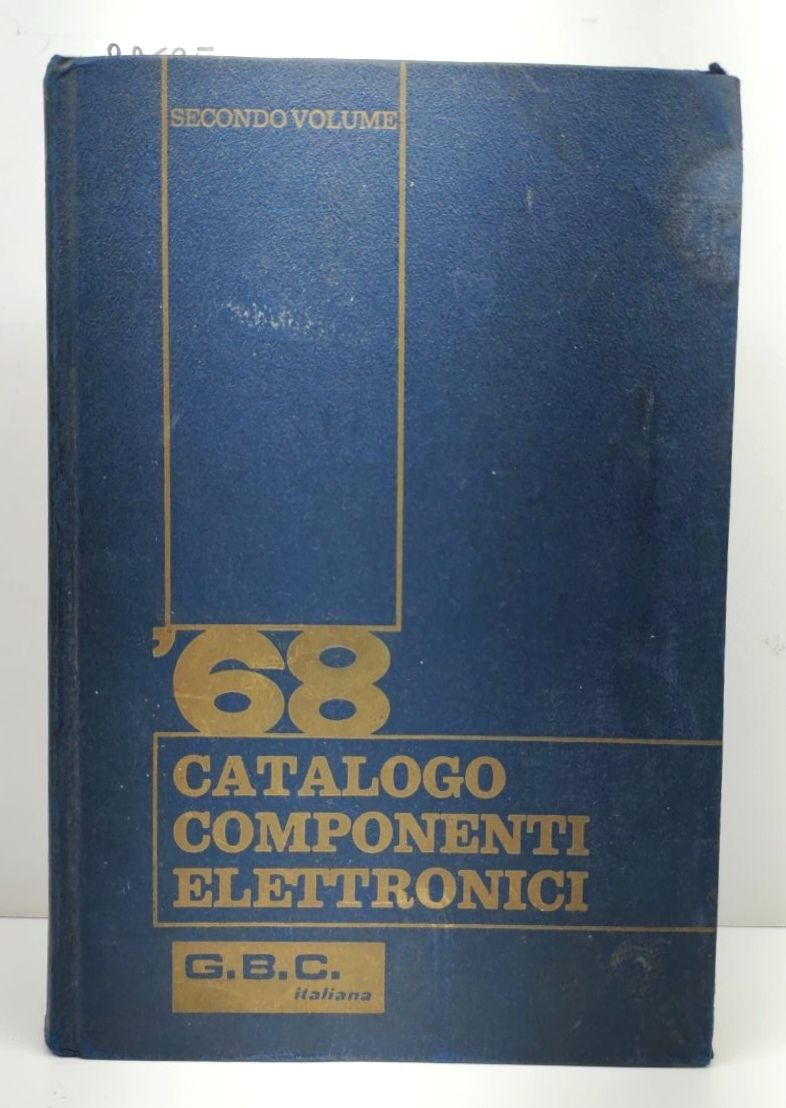 SECONDO VOLUME
'68
CATALOGO
COMPONENTI
ELETTRONICI
G.B.C.
italiana